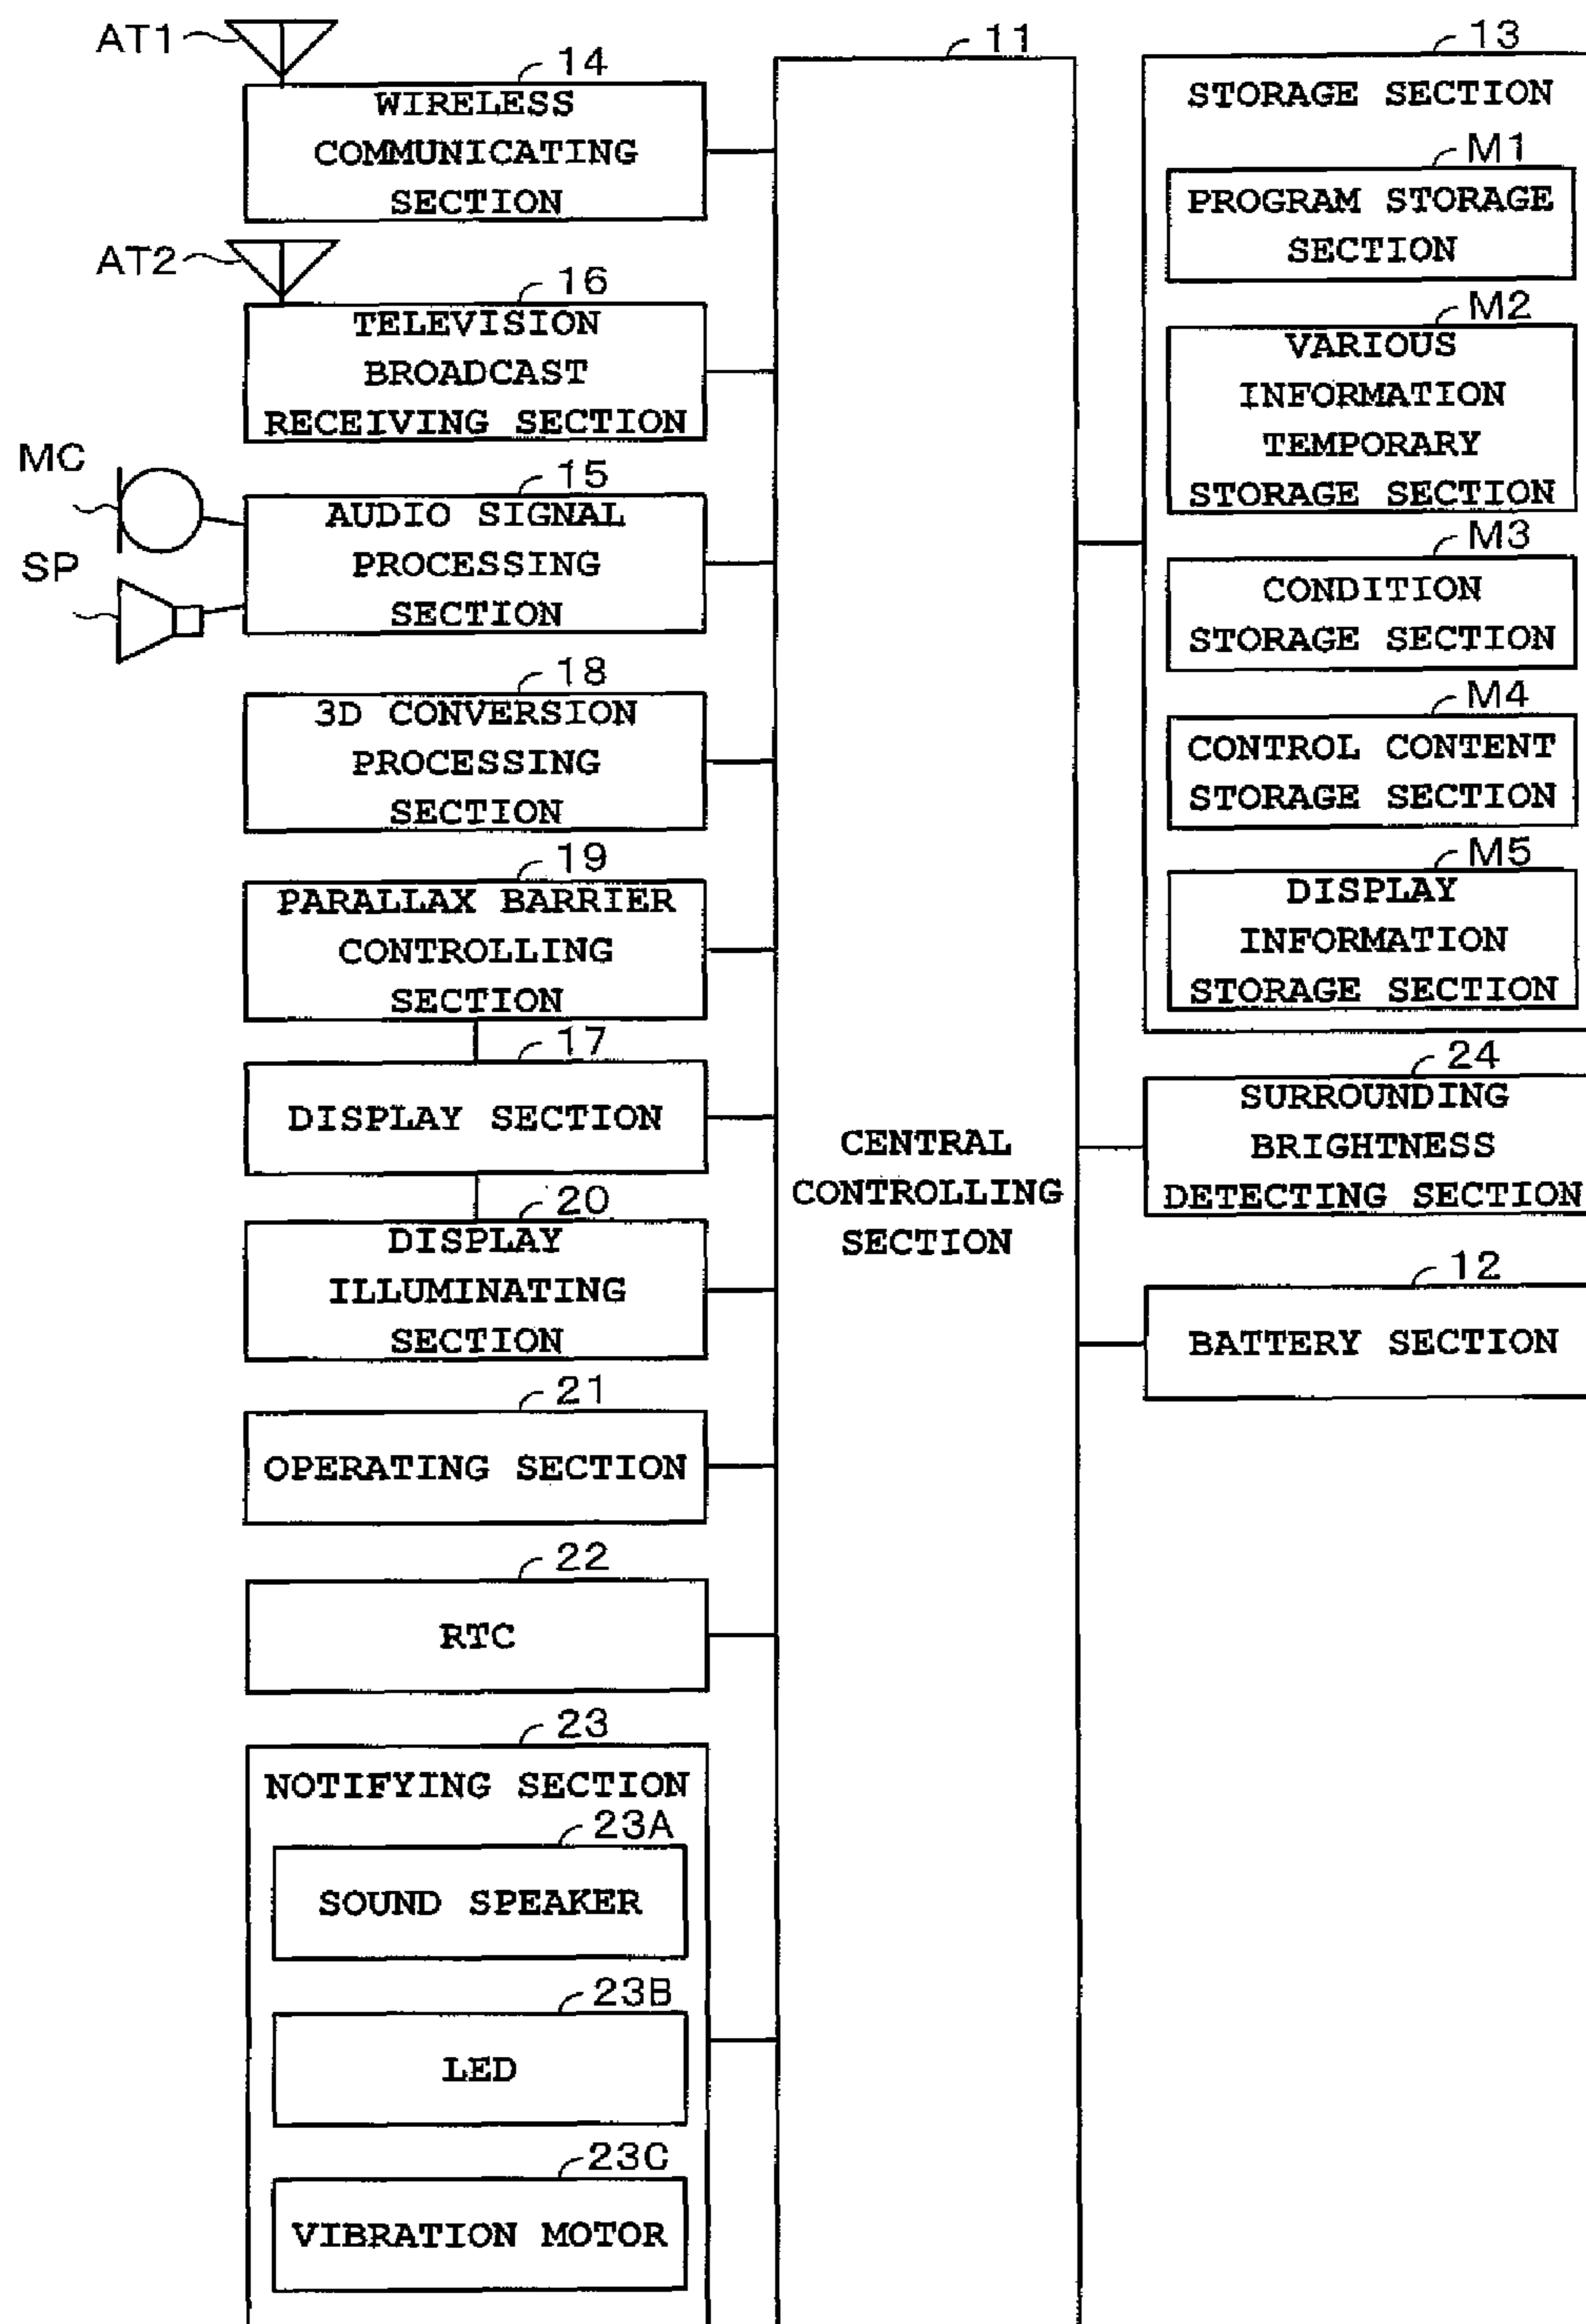 AT1
14
WIRELESS
COMMUNICATING
SECTION
AT2
16
TELEVISION
BROADCAST
RECEIVING SECTION
MC
SP
15
AUDIO SIGNAL
PROCESSING
SECTION
18
3D CONVERSION
PROCESSING
SECTION
19
PARALLAX BARRIER
CONTROLLING
SECTION
17
DISPLAY SECTION
20
DISPLAY
ILLUMINATING
SECTION
21
OPERATING SECTION
22
RTC
23
NOTIFYING SECTION
23A
SOUND SPEAKER
23B
LED
23C
VIBRATION MOTOR
11
CENTRAL
CONTROLLING
SECTION
13
STORAGE SECTION
M1
PROGRAM STORAGE
SECTION
M2
VARIOUS
INFORMATION
TEMPORARY
STORAGE SECTION
M3
CONDITION
STORAGE SECTION
M4
CONTROL CONTENT
STORAGE SECTION
M5
DISPLAY
INFORMATION
STORAGE SECTION
24
SURROUNDING
BRIGHTNESS
DETECTING SECTION
12
BATTERY SECTION